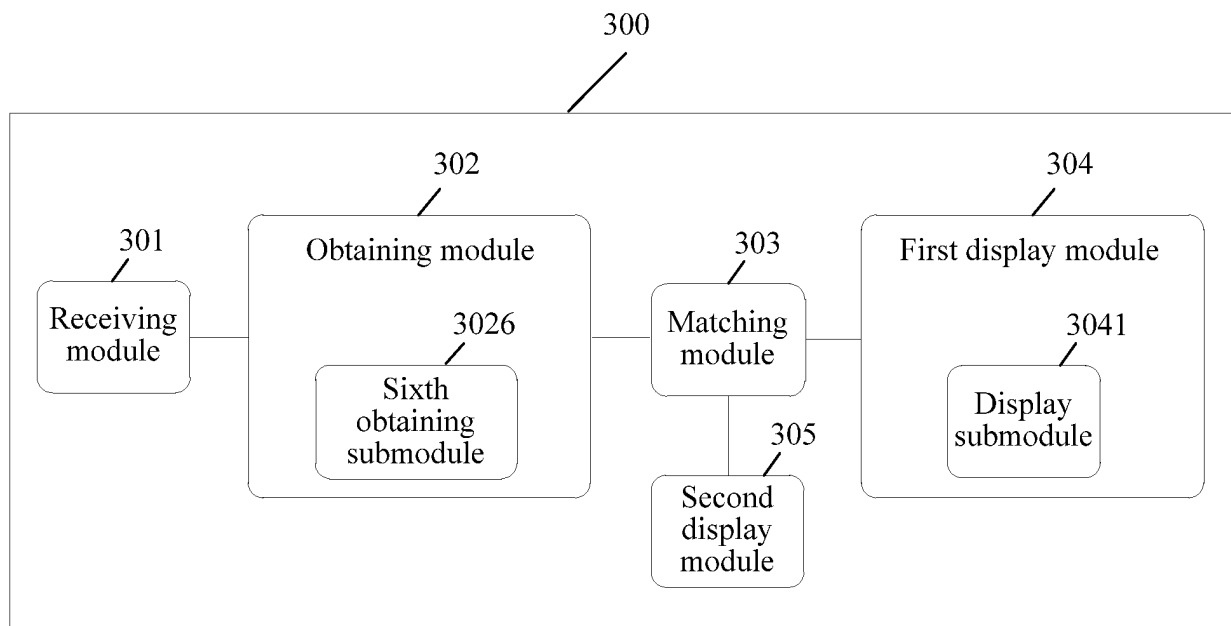 300
302
304
301
Obtaining module
303
First display module
Receiving
module
3026
Matching
module
3041
Sixth
obtaining
submodule
Display
submodule
305
Second
display
module